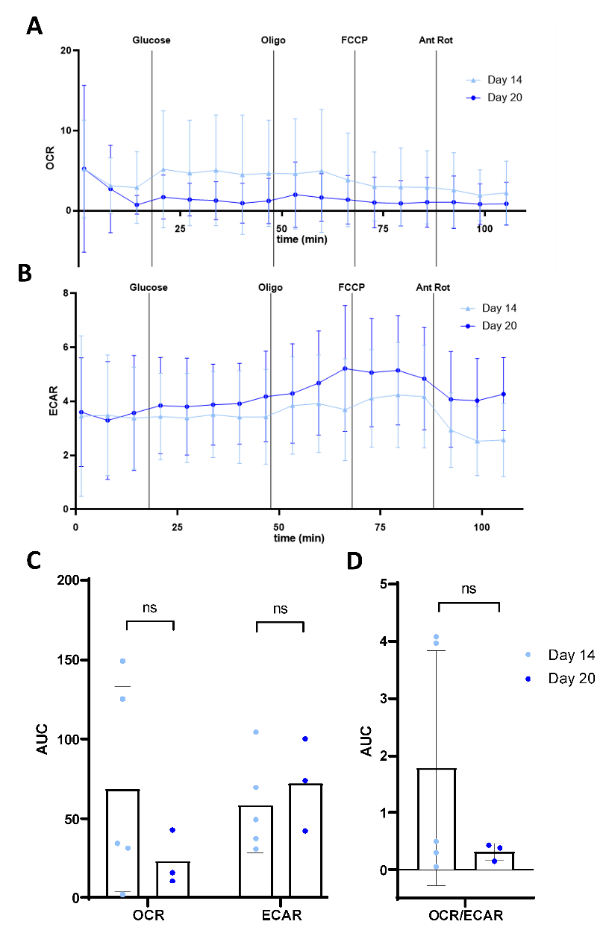 A
Glucose Oligo FCCP Ant Rot
20
10
0
OCR
Day 14
Day 20
25 50 75 100
time (min)
B
Glucose Oligo FCCP Ant Rot
8
6
4
2
0
ECAR
Day 14
Day 20
0 25 50 75 100
time (min)
C
200
150
100
50
0
AUC
ns ns
OCR ECAR
D
5
4
3
2
1
0
AUC
ns
OCR/ECAR
Day 14
Day 20